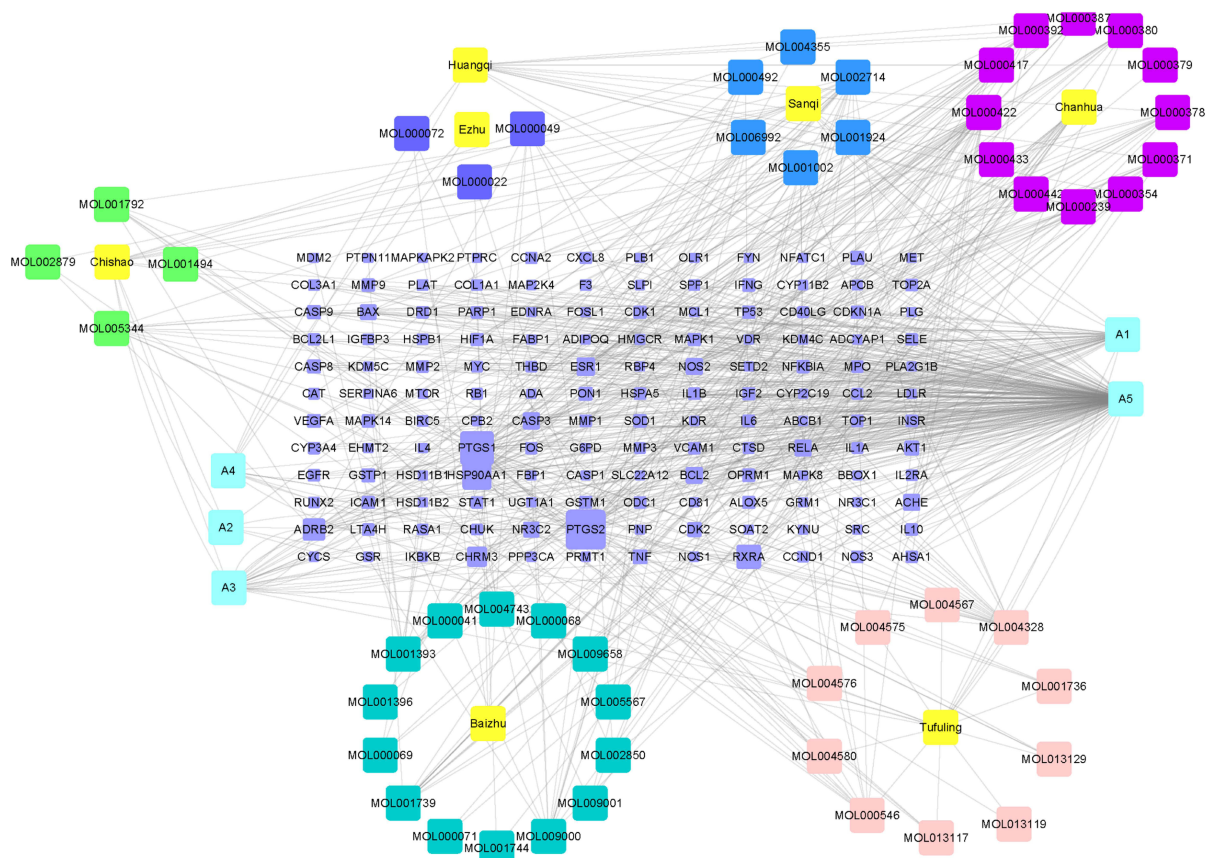 MOL000387
MOL000392
MOL000380
MOL004355
Huangqi
MOL000417
MOL000379
MOL000492
MOL002714
Sanqi
Chanhua
MOL000422
MOL000378
MOL000072
Ezhu
MOL000049
MOL006992
MOL001924
MOL000433
MOL000371
MOL001002
MOL000022
MOL000442
MOL000239
MOL000354
MOL001792
MOL002879
Chishao
MOL001494
MOL005344
MDM2 PTPN11 MAPKAPK2 PTPRC CCNA2 CXCL8 PLB1 OLR1 FYN NFATC1 PLAU MET
COL3A1 MMP9 PLAT COL1A1 MAP2K4 F3 SLPI SPP1 IFNG CYP11B2 APOB TOP2A
CASP9 BAX DRD1 PARP1 EDNRA FOSL1 CDK1 MCL1 TP53 CD40LG CDKN1A PLG
BCL2L1 IGFBP3 HSPB1 HIF1A FABP1 ADIPOQ HMGCR MAPK1 VDR KDM4C ADCYAP1 SELE
A1
CASP8 KDM5C MMP2 MYC THBD ESR1 RBP4 NOS2 SETD2 NFKBIA MPO PLA2G1B
CAT SERPINA6 MTOR RB1 ADA PON1 HSPA5 IL1B IGF2 CYP2C19 CCL2 LDLR
A5
VEGFA MAPK14 BIRC5 CPB2 CASP3 MMP1 SOD1 KDR IL6 ABCB1 TOP1 INSR
CYP3A4 EHMT2 IL4 PTGS1 FOS G6PD MMP3 VCAM1 CTSD RELA IL1A AKT1
A4
EGFR GSTP1 HSD11B1 HSP90AA1 FBP1 CASP1 SLC22A12 BCL2 OPRM1 MAPK8 BBOX1 IL2RA
RUNX2 ICAM1 HSD11B2 STAT1 UGT1A1 GSTM1 ODC1 CD81 ALOX5 GRM1 NR3C1 ACHE
A2
ADRB2 LTA4H RASA1 CHUK NR3C2 PTGS2 PNP CDK2 SOAT2 KYNU SRC IL10
CYCS GSR IKBKB CHRM3 PPP3CA PRMT1 TNF NOS1 RXRA CCND1 NOS3 AHSA1
A3
MOL004743
MOL000041
MOL000068
MOL001393
MOL009658
MOL001396
MOL005567
Baizhu
MOL000069
MOL002850
MOL001739
MOL009001
MOL000071
MOL001744
MOL009000
MOL004567
MOL004575
MOL004328
MOL004576
MOL001736
Tufuling
MOL004580
MOL013129
MOL000546
MOL013119
MOL013117